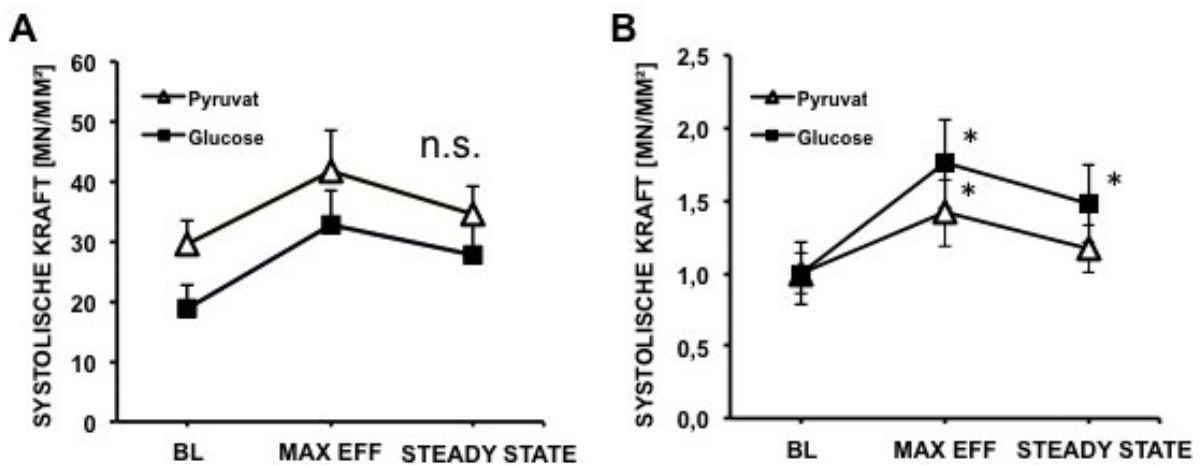 A
SYSTOLISCHE KRAFT [MN/MM²]
60
50
40
30
20
10
0
Pyruvat
Glucose
n.s.
BL
MAX EFF
STEADY STATE
B
SYSTOLISCHE KRAFT [MN/MM²]
2,5
2,0
1,5
1,0
0,5
0,0
Pyruvat
Glucose
*
*
*
BL
MAX EFF
STEADY STATE